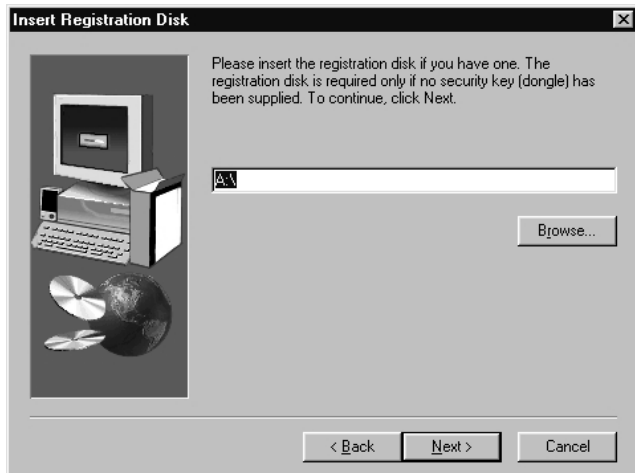 Insert Registration Disk
Please insert the registration disk if you have one. The
registration disk is required only if no security key (dongle) has
been supplied. To continue, click Next.
A:\
Browse...
< Back
Next >
Cancel